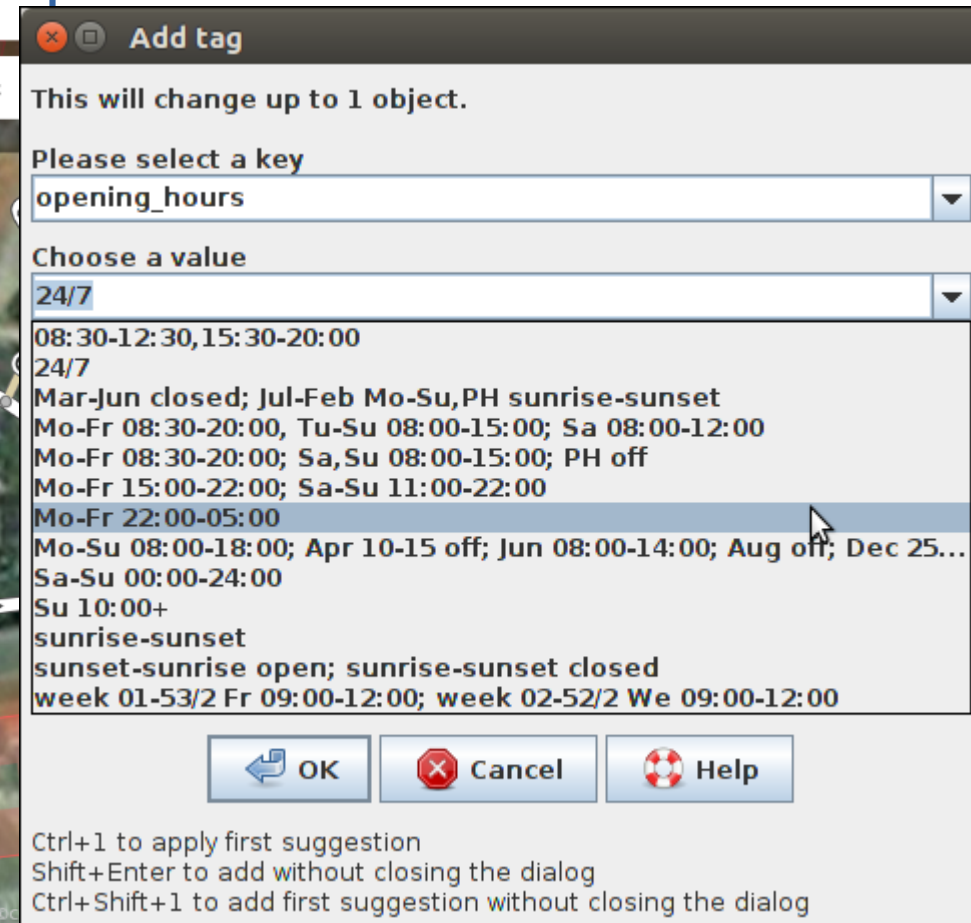 Add tag
This will change up to 1 object.
Please select a key
opening_hours
Choose a value
24/7
08:30-12:30,15:30-20:00
24/7
Mar-Jun closed; Jul-Feb Mo-Su,PH sunrise-sunset
Mo-Fr 08:30-20:00, Tu-Su 08:00-15:00; Sa 08:00-12:00
Mo-Fr 08:30-20:00; Sa,Su 08:00-15:00; PH off
Mo-Fr 15:00-22:00; Sa-Su 11:00-22:00
Mo-Fr 22:00-05:00
Mo-Su 08:00-18:00; Apr 10-15 off; Jun 08:00-14:00; Aug off; Dec 25...
Sa-Su 00:00-24:00
Su 10:00+
sunrise-sunset
sunset-sunrise open; sunrise-sunset closed
week 01-53/2 Fr 09:00-12:00; week 02-52/2 We 09:00-12:00
OK Cancel Help
Ctrl+1 to apply first suggestion
Shift+Enter to add without closing the dialog
Ctrl+Shift+1 to add first suggestion without closing the dialog